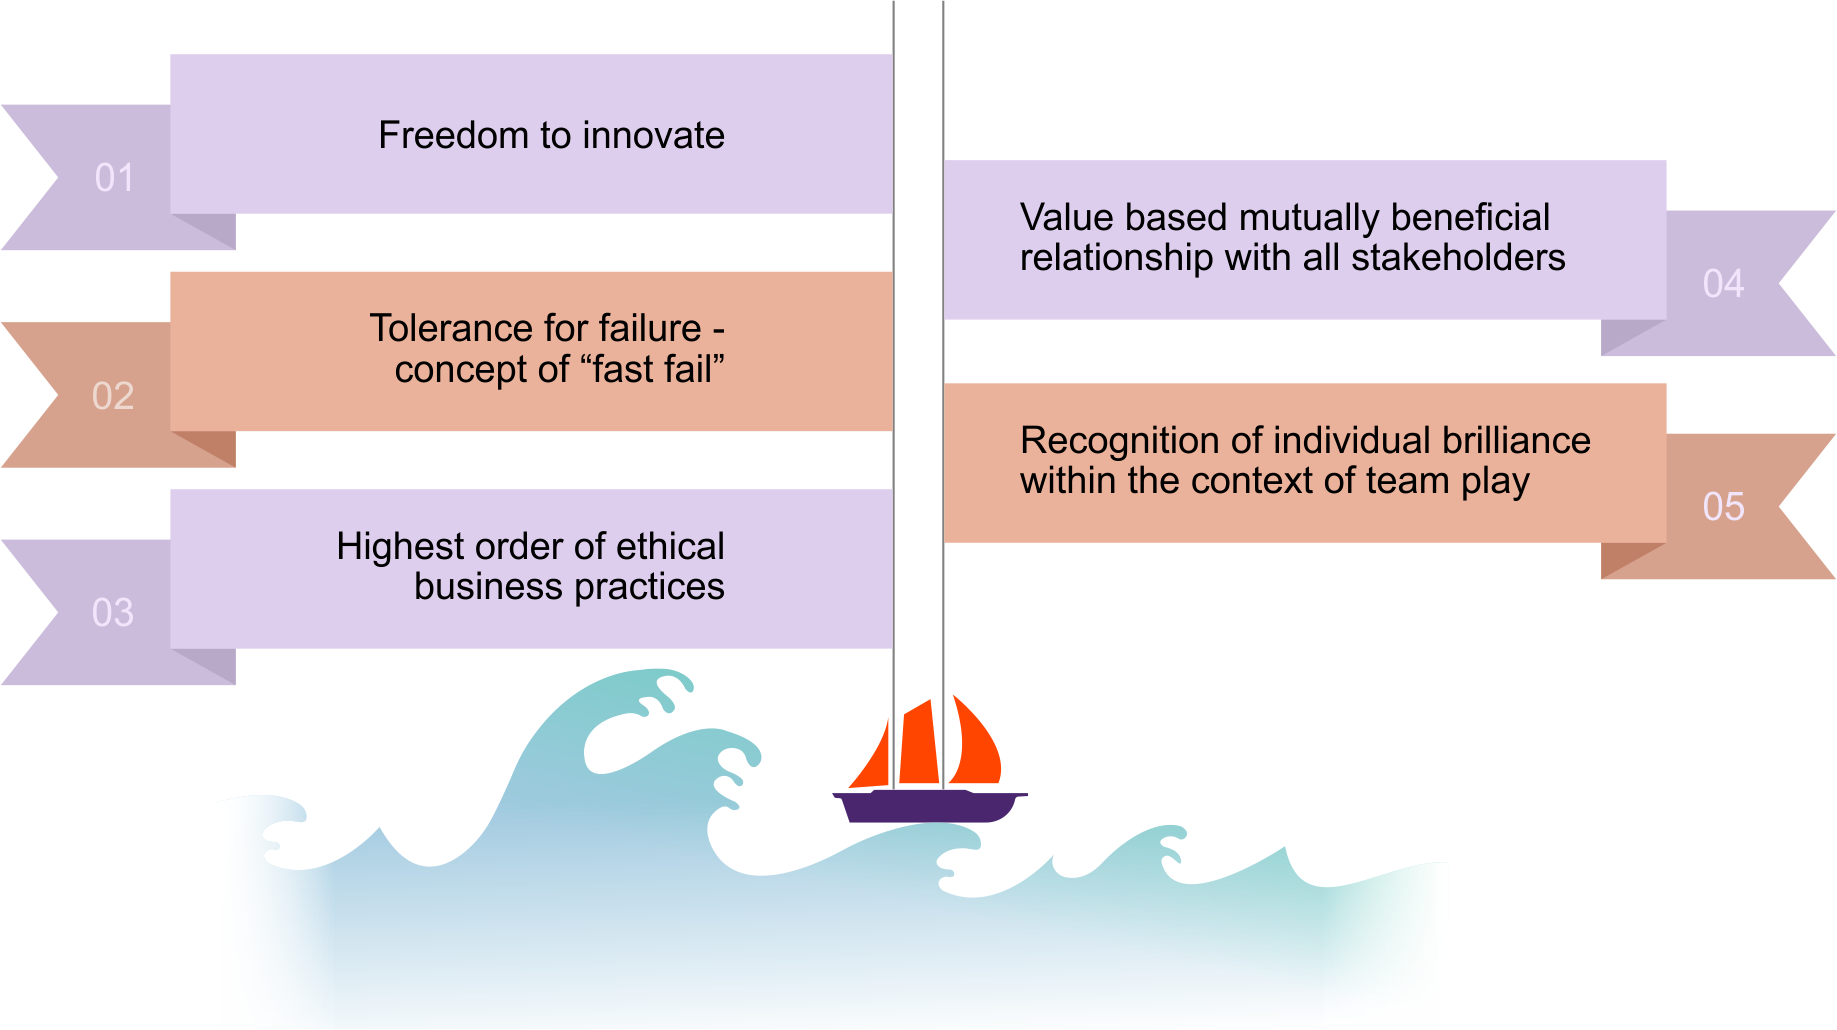 01
Freedom to innovate
02
Tolerance for failure -
concept of “fast fail”
03
Highest order of ethical
business practices
04
Value based mutually beneficial
relationship with all stakeholders
05
Recognition of individual brilliance
within the context of team play